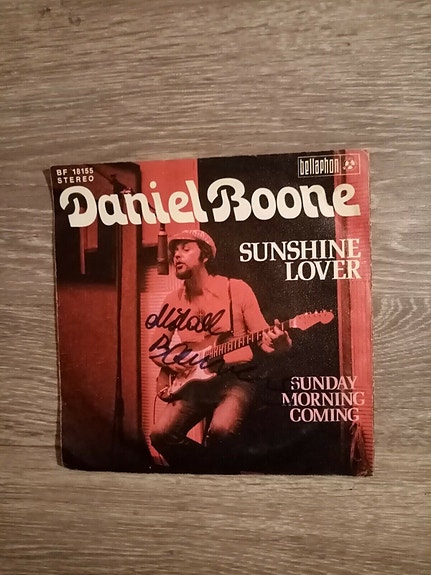 BF 18155
STEREO
bellaphon
Daniel Boone
SUNSHINE
LOVER
SUNDAY
MORNING
COMING